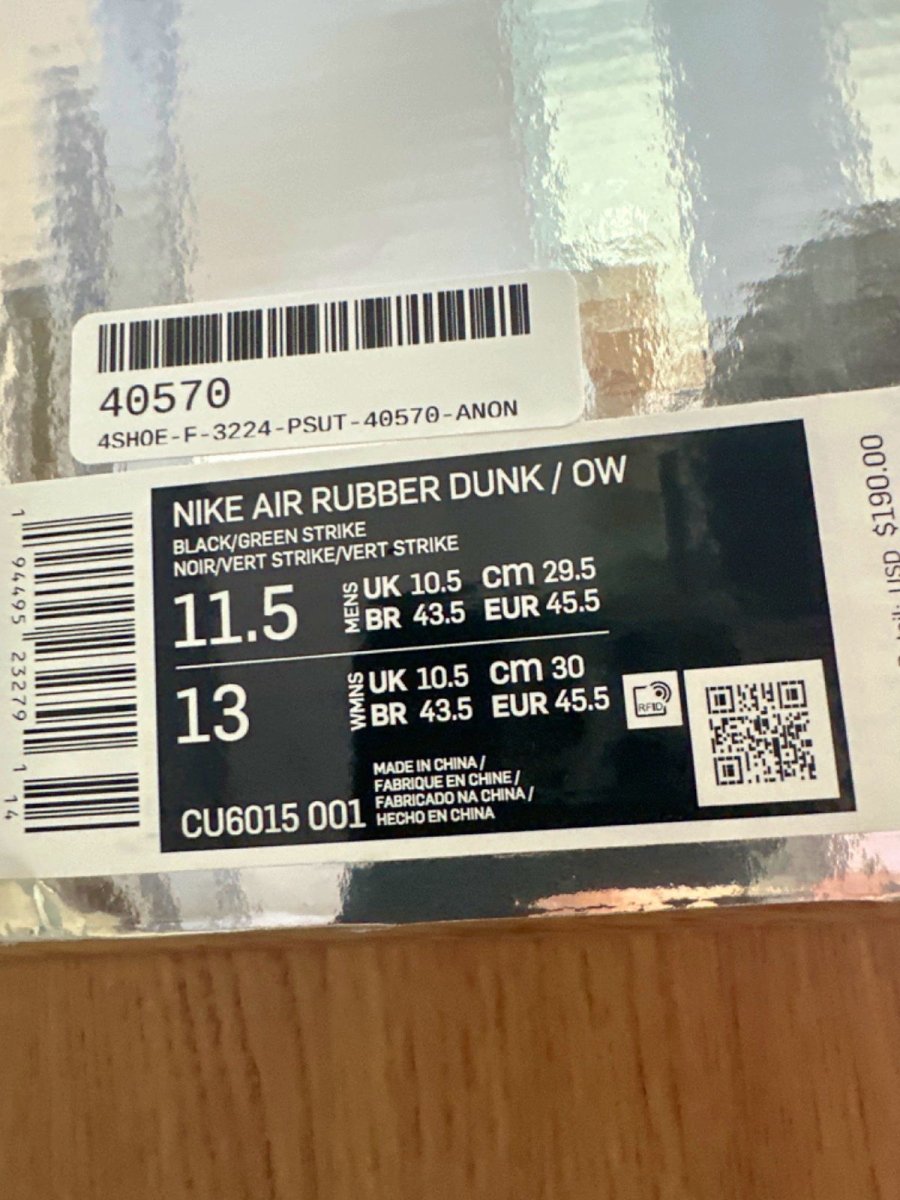 40570
4SHOE-F-3224-PSUT-40570-ANON
NIKE AIR RUBBER DUNK / OW
BLACK/GREEN STRIKE
NOIR/VERT STRIKE/VERT STRIKE
11.5 MENS UK 10.5 cm 29.5
BR 43.5 EUR 45.5
13 WMNS UK 10.5 cm 30
BR 43.5 EUR 45.5
RFID
MADE IN CHINA /
FABRIQUE EN CHINE /
FABRICADO NA CHINA /
HECHO EN CHINA
CU6015 001
1 94495 23279 1 14
USD $190.00